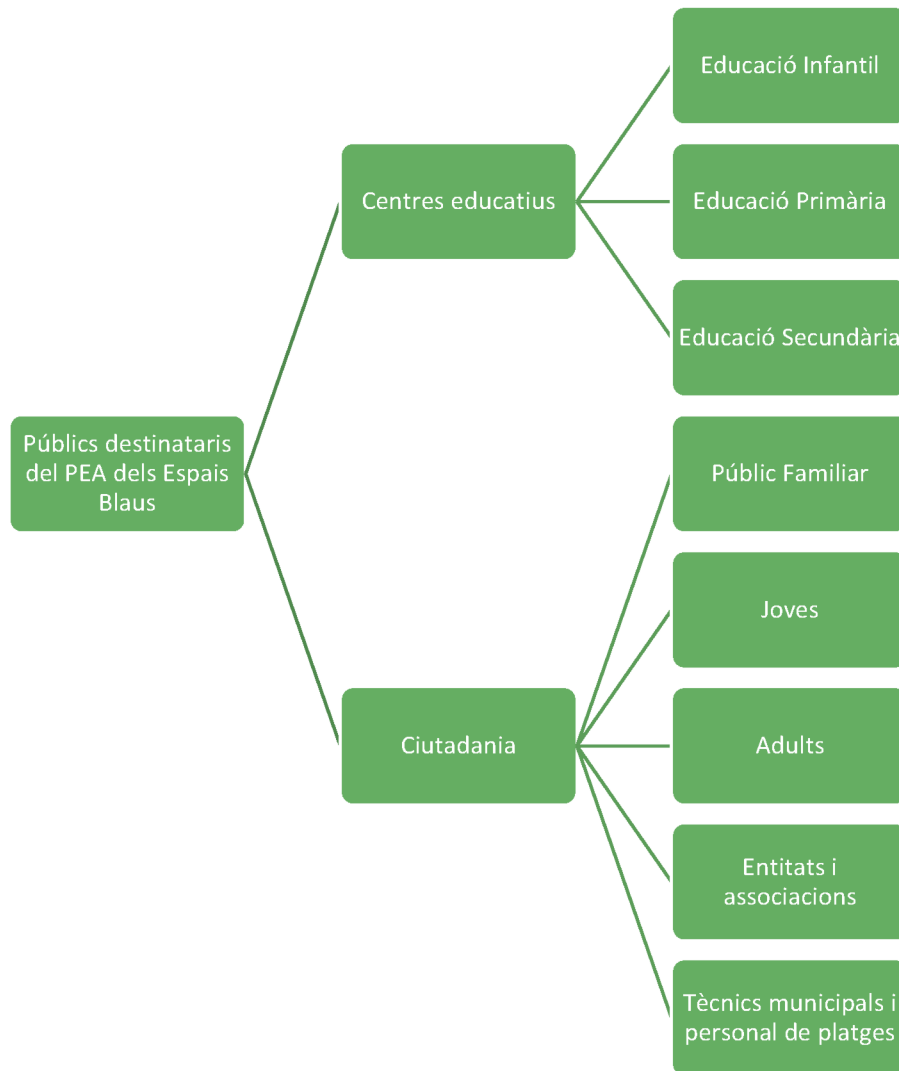 Educació Infantil
Centres educatius
Educació Primària
Educació Secundària
Públics destinataris
del PEA dels Espais
Blaus
Públic Familiar
Joves
Ciutadania
Adults
Entitats i
associacions
Tècnics municipals i
personal de platges